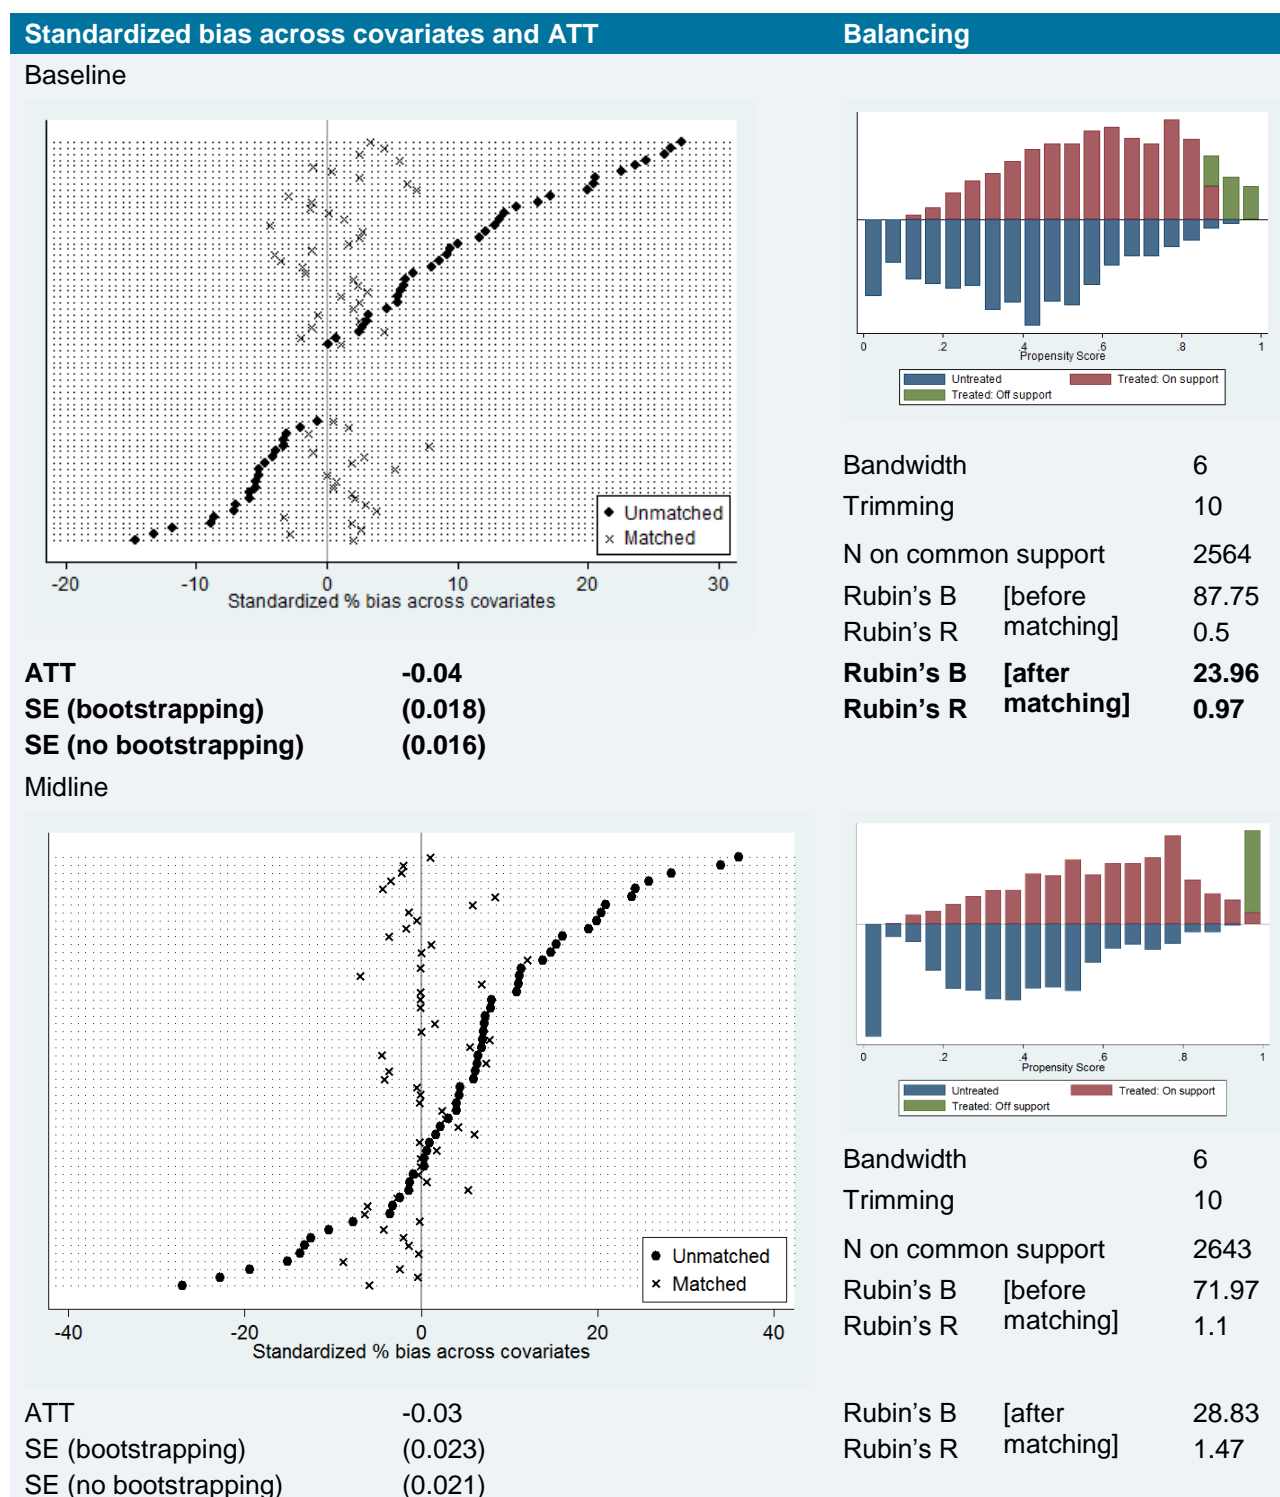 Standardized bias across covariates and ATT Balancing
Baseline
Unmatched
Matched
-20 -10 0 10 20 30
Standardized % bias across covariates
0 .2 .4 .6 .8 1
Propensity Score
Untreated Treated: On support
Treated: Off support
Bandwidth 6
Trimming 10
N on common support 2564
Rubin’s B [before matching] 87.75
Rubin’s R 0.5
ATT -0.04
SE (bootstrapping) (0.018)
SE (no bootstrapping) (0.016)
Rubin’s B [after matching] 23.96
Rubin’s R 0.97
Midline
Unmatched
Matched
-40 -20 0 20 40
Standardized % bias across covariates
0 .2 .4 .6 .8 1
Propensity Score
Untreated Treated: On support
Treated: Off support
Bandwidth 6
Trimming 10
N on common support 2643
Rubin’s B [before matching] 71.97
Rubin’s R 1.1
ATT -0.03
SE (bootstrapping) (0.023)
SE (no bootstrapping) (0.021)
Rubin’s B [after matching] 28.83
Rubin’s R 1.47